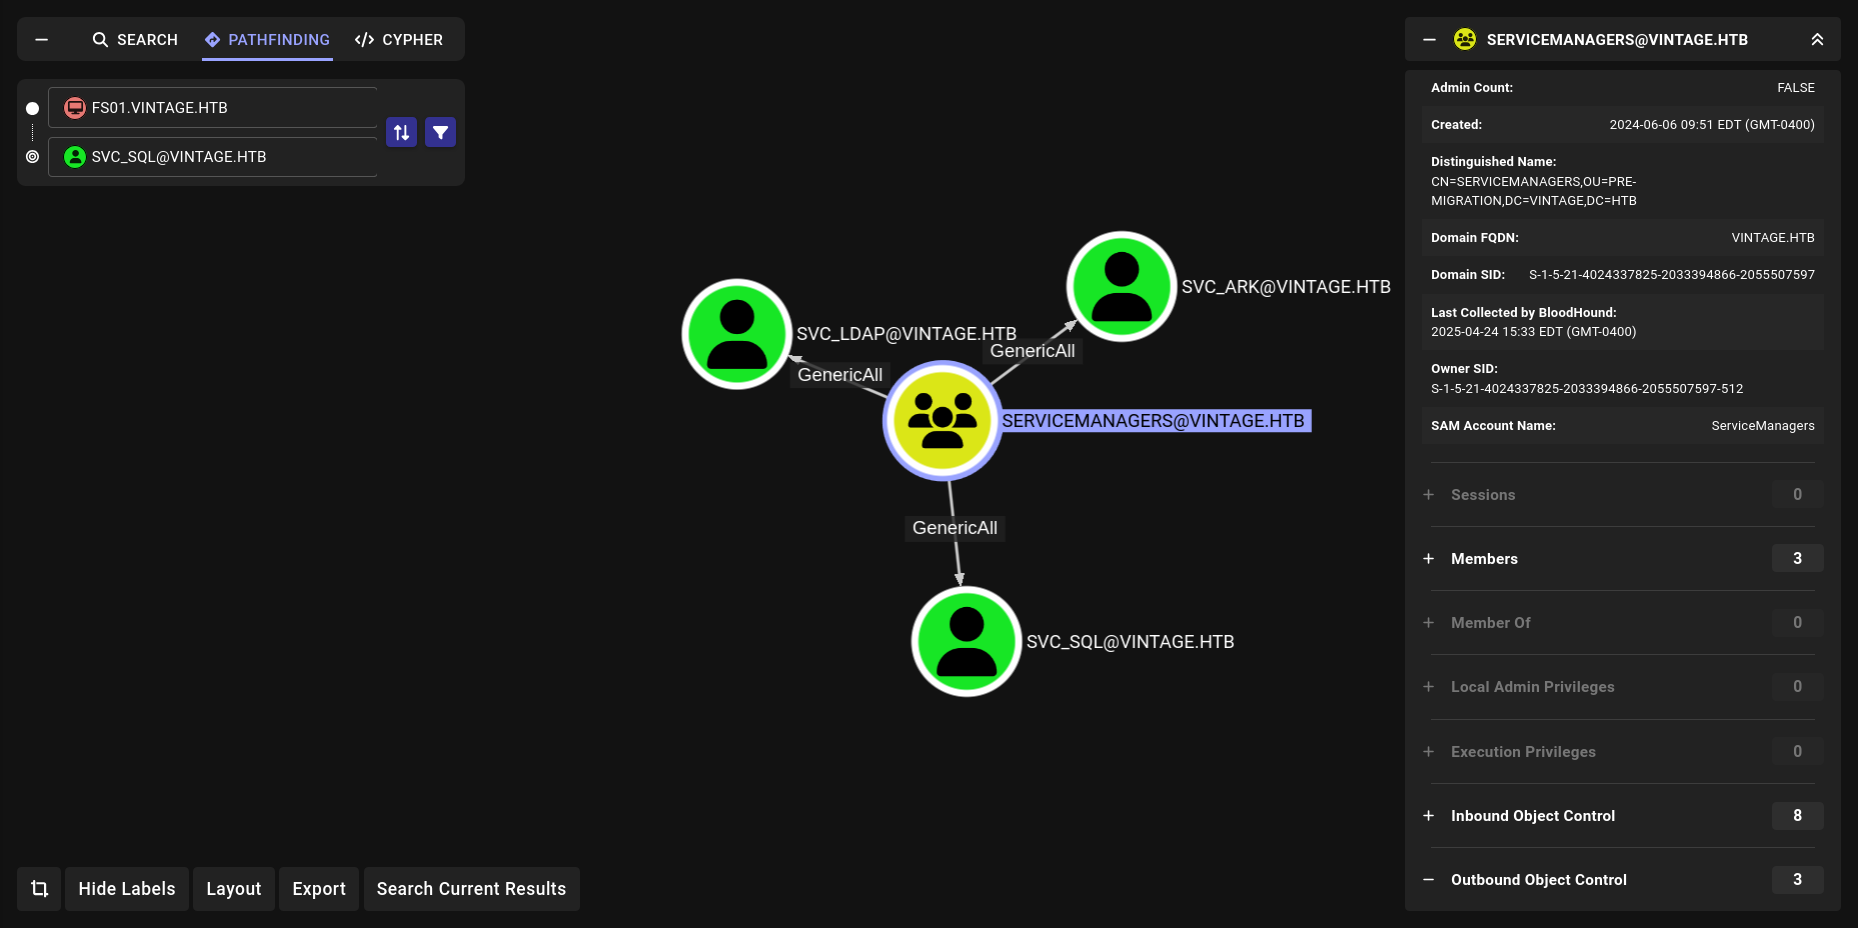 SEARCH
PATHFINDING
CYPHER
FS01.VINTAGE.HTB
SVC_SQL@VINTAGE.HTB
SVC_ARK@VINTAGE.HTB
SVC_LDAP@VINTAGE.HTB
GenericAll
GenericAll
SERVICEMANAGERS@VINTAGE.HTB
GenericAll
SVC_SQL@VINTAGE.HTB
Hide Labels
Layout
Export
Search Current Results
SERVICEMANAGERS@VINTAGE.HTB
Admin Count: FALSE
Created: 2024-06-06 09:51 EDT (GMT-0400)
Distinguished Name:
CN=SERVICEMANAGERS,OU=PRE-
MIGRATION,DC=VINTAGE,DC=HTB
Domain FQDN: VINTAGE.HTB
Domain SID: S-1-5-21-4024337825-2033394866-2055507597
Last Collected by BloodHound:
2025-04-24 15:33 EDT (GMT-0400)
Owner SID:
S-1-5-21-4024337825-2033394866-2055507597-512
SAM Account Name: ServiceManagers
Sessions 0
Members 3
Member Of 0
Local Admin Privileges 0
Execution Privileges 0
Inbound Object Control 8
Outbound Object Control 3